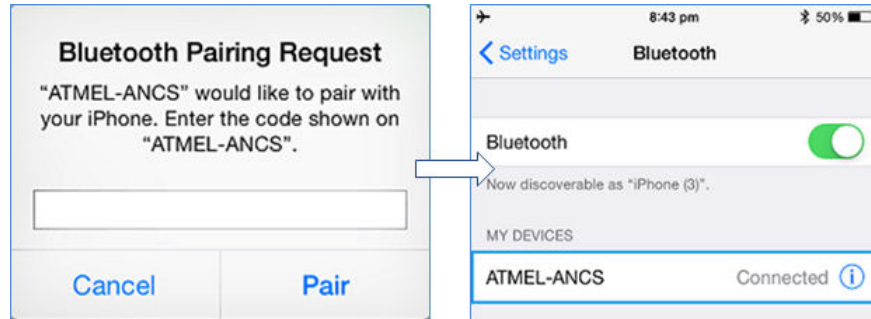 Bluetooth Pairing Request
“ATMEL-ANCS” would like to pair with
your iPhone. Enter the code shown on
“ATMEL-ANCS”.
Cancel
Pair
8:43 pm
50%
Settings
Bluetooth
Bluetooth
Now discoverable as “iPhone (3)”.
MY DEVICES
ATMEL-ANCS
Connected